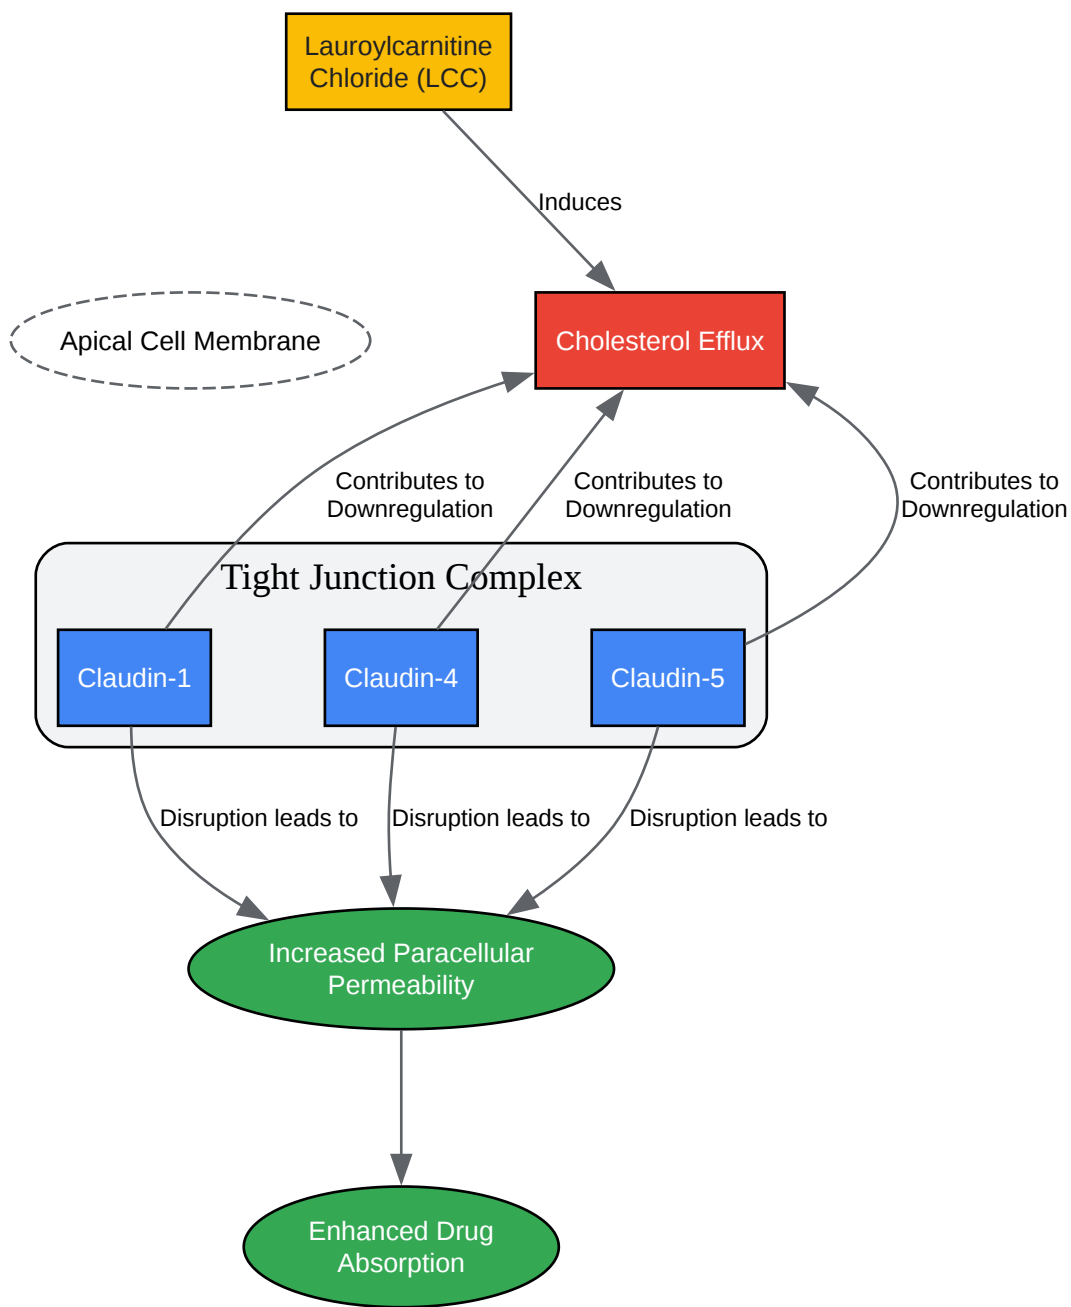 Lauroylcarnitine
Chloride (LCC)
Induces
Apical Cell Membrane
Cholesterol Efflux
Contributes to
Downregulation
Contributes to
Downregulation
Contributes to
Downregulation
Tight Junction Complex
Claudin-1
Claudin-4
Claudin-5
Disruption leads to
Disruption leads to
Disruption leads to
Increased Paracellular
Permeability
Enhanced Drug
Absorption